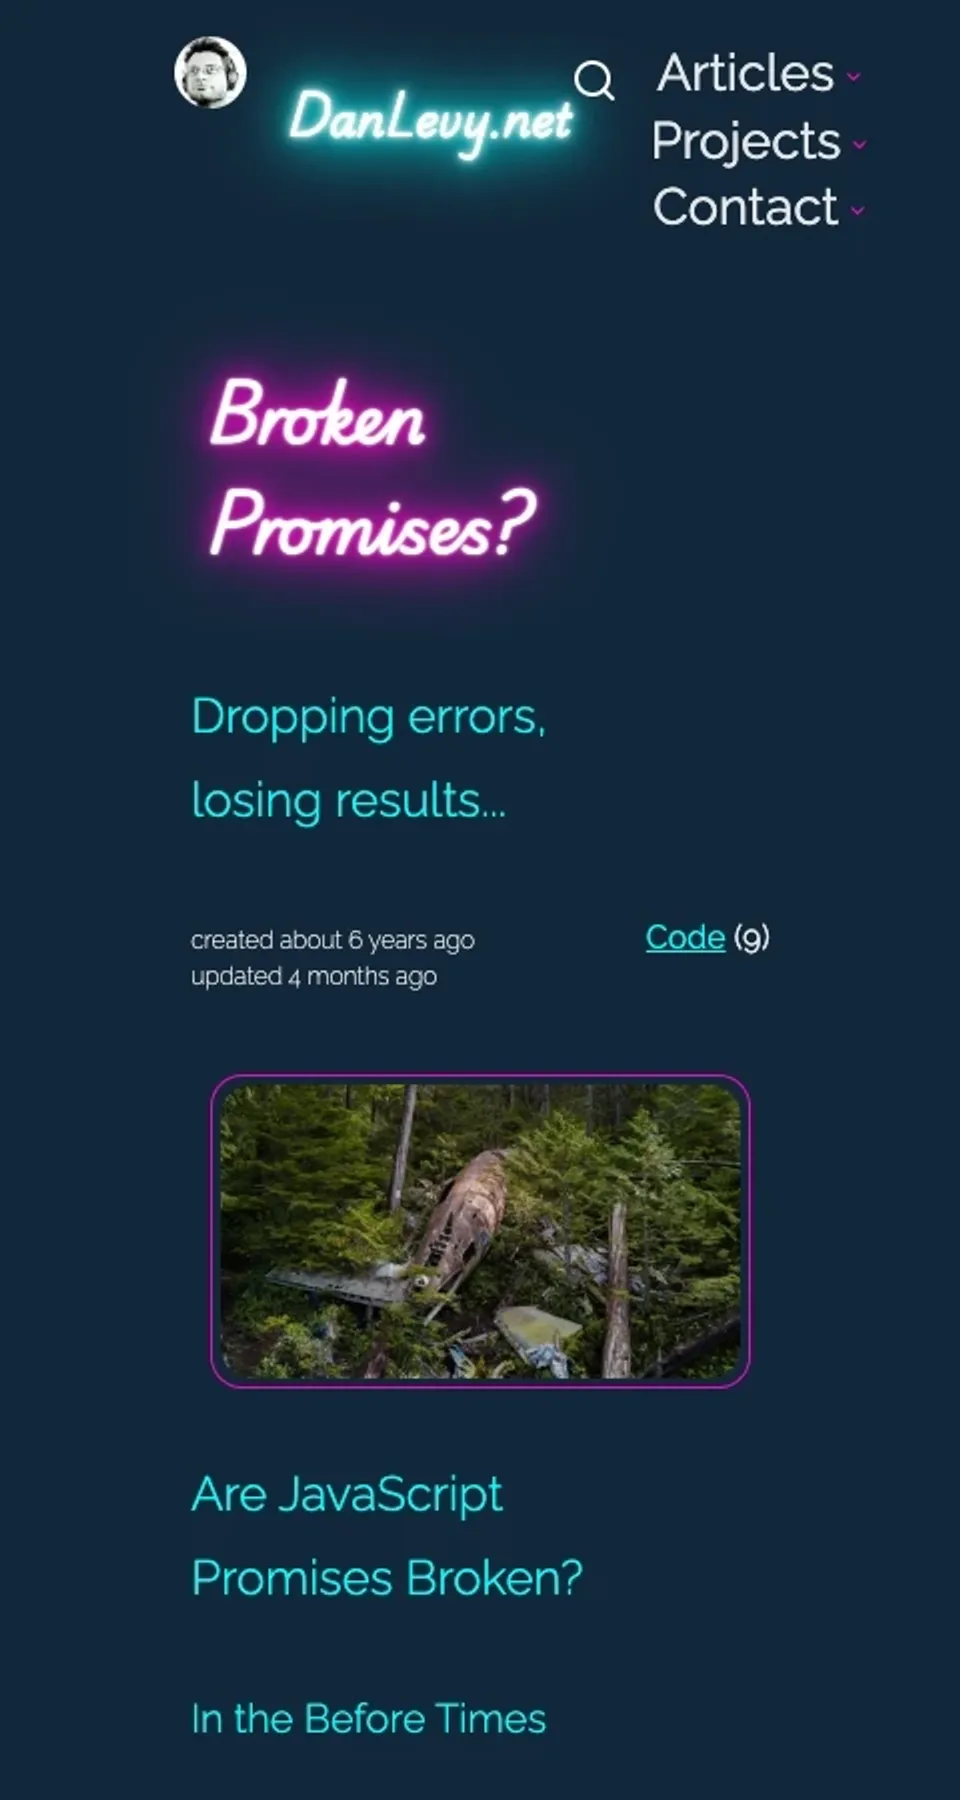 DanLevy.net
Articles
Projects
Contact
Broken
Promises?
Dropping errors,
losing results...
created about 6 years ago
updated 4 months ago
Code (9)
Are JavaScript
Promises Broken?
In the Before Times